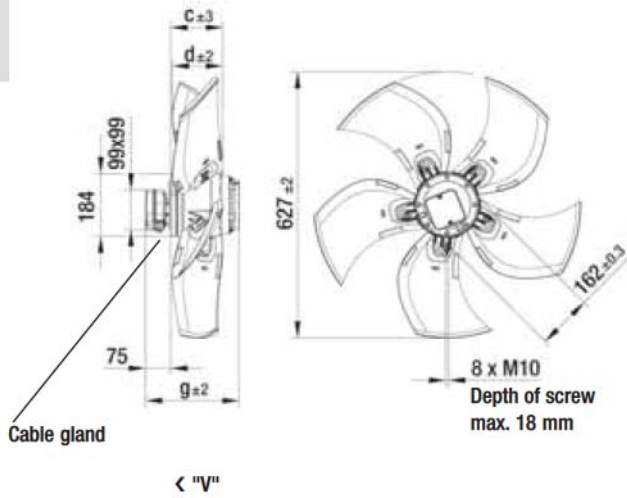 c±3
d±2
99x99
184
627 ±2
162±0.3
75
g±2
8 x M10
Depth of screw
max. 18 mm
Cable gland
< "V"